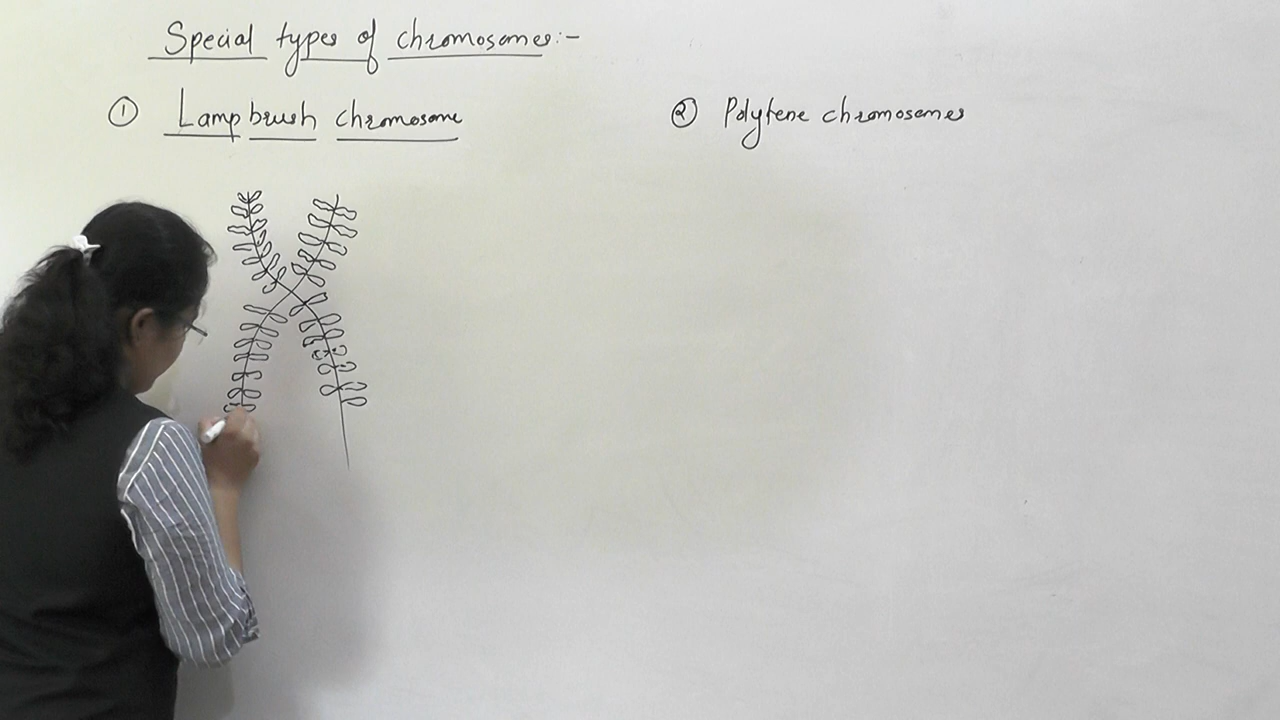 Special types of chromosomes:-
① Lampbrush chromosome
② Polytene chromosomes